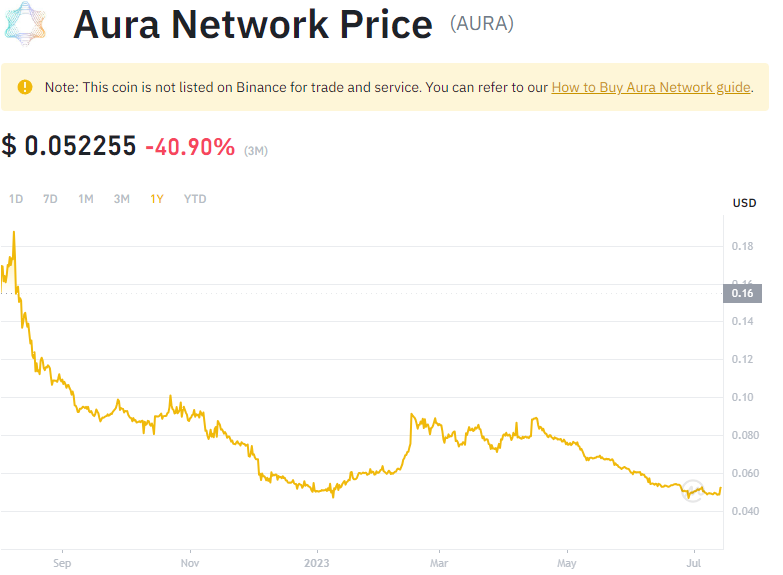 Aura Network Price (AURA)
Note: This coin is not listed on Binance for trade and service. You can refer to our How to Buy Aura Network guide.
$ 0.052255 -40.90% (3M)
1D 7D 1M 3M 1Y YTD
USD
0.18
0.16
0.16
0.14
0.12
0.10
0.080
0.060
0.040
Sep Nov 2023 Mar May Jul